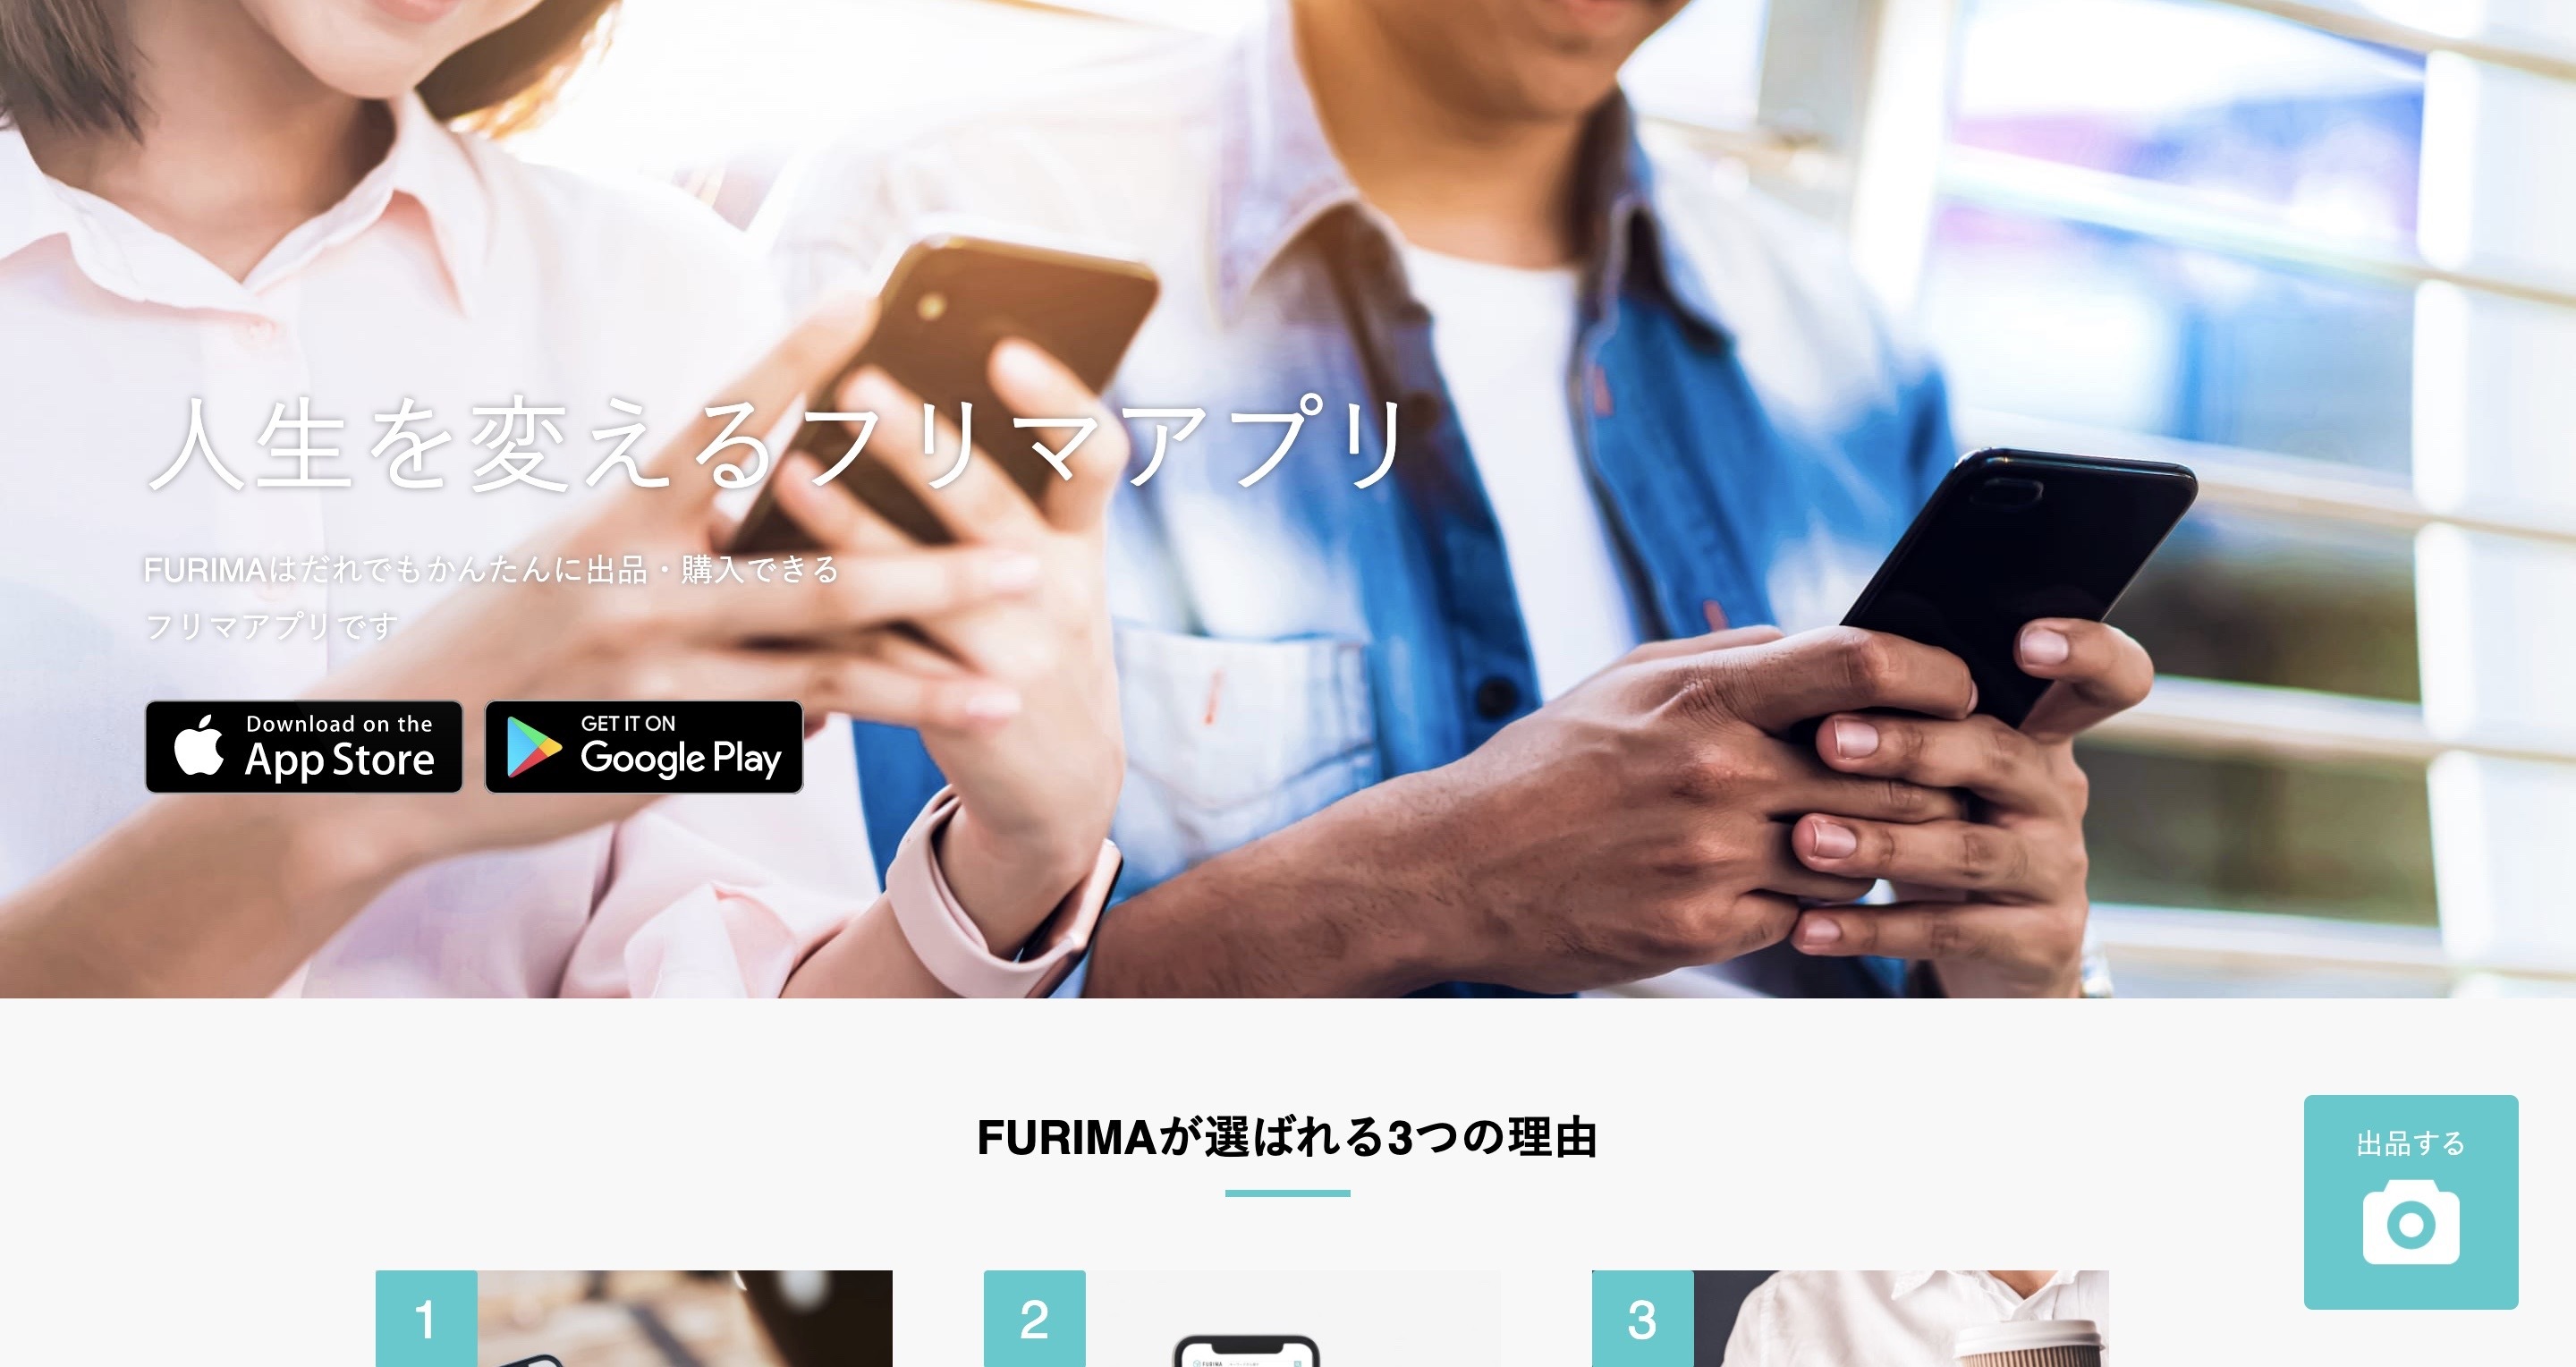 人生を変えるフリマアプリ
FURIMAはだれでもかんたんに出品・購入できる
フリマアプリです
Download on the
App Store
GET IT ON
Google Play
FURIMAが選ばれる3つの理由
出品する
1
2
3
FURIMA